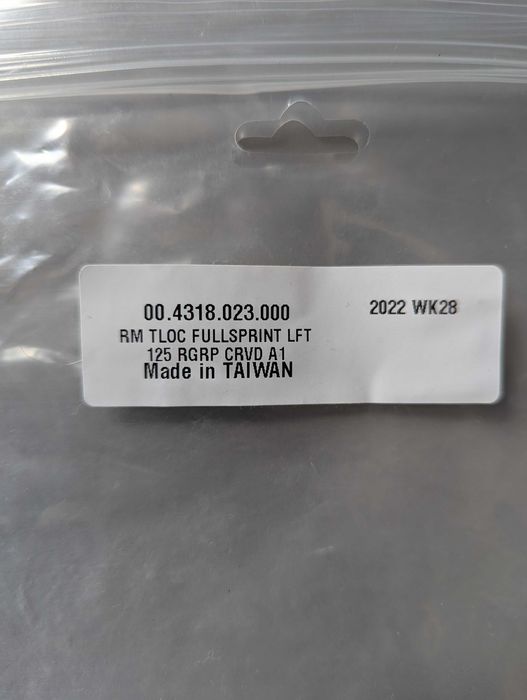 00.4318.023.000
2022 WK28
RM TLOC FULLSPRINT LFT
125 RGRP CRVD A1
Made in TAIWAN